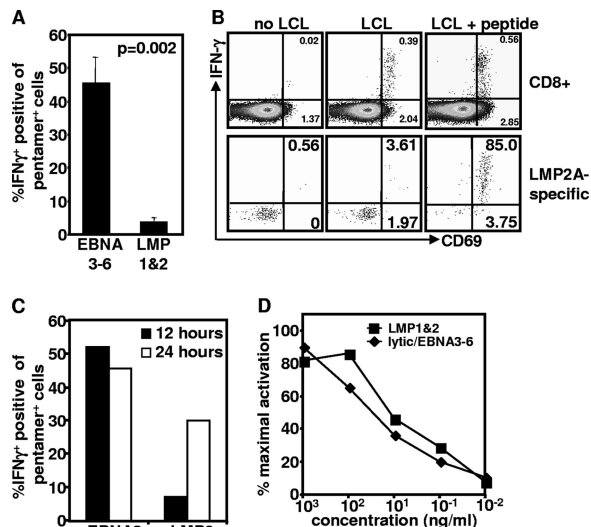 A
%IFNγ+ positive of
pentamer+ cells
60
50
40
30
20
10
0
p=0.002
EBNA
3-6
LMP
1&2
B
no LCL
LCL
LCL + peptide
IFN-γ
0.02
1.37
0.39
2.04
0.56
2.85
CD8+
0.56
0
3.61
1.97
85.0
3.75
LMP2A-
specific
CD69
C
%IFNγ+ positive of
pentamer+ cells
60
50
40
30
20
10
0
12 hours
24 hours
D
% maximal activation
100
80
60
40
20
0
LMP1&2
lytic/EBNA3-6
10³
10²
10¹
10⁻¹
10⁻²
concentration (ng/ml)